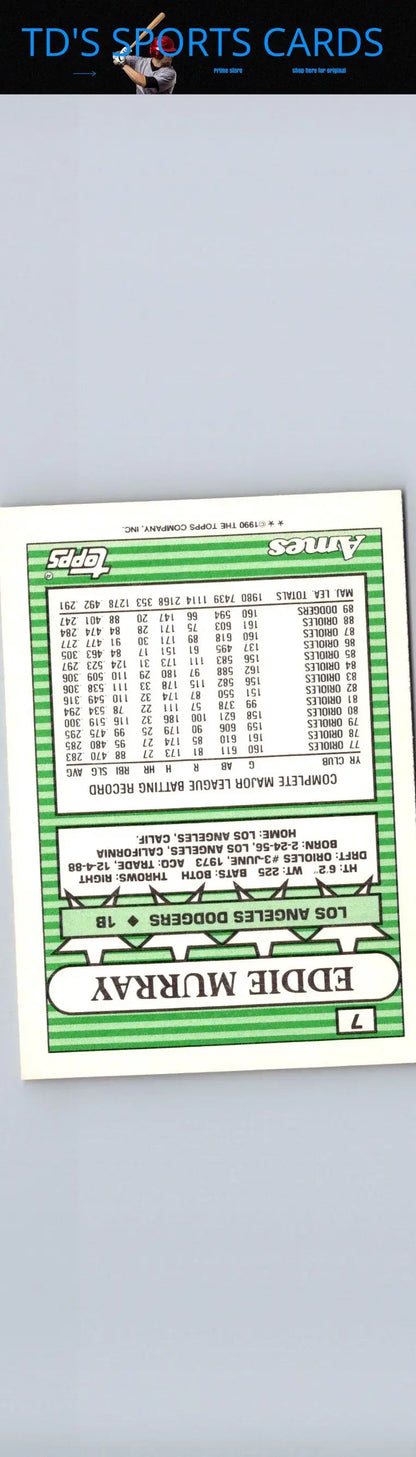 TD'S SPORTS CARDS
Prime store
shop here for original
7
EDDIE MURRAY
LOS ANGELES DODGERS ♦ 1B
HT: 6'2" WT: 225 BATS: BOTH THROWS: RIGHT
DRFT: ORIOLES #3-JUNE, 1973 ACQ: TRADE, 12-4-88
BORN: 2-24-56, LOS ANGELES, CALIFORNIA
HOME: LOS ANGELES, CALIF.
COMPLETE MAJOR LEAGUE BATTING RECORD
YR CLUB G AB R H HR RBI SLG AVG
77 ORIOLES 160 611 81 173 27 88 .470 .283
78 ORIOLES 161 610 85 174 27 95 .480 .285
79 ORIOLES 159 606 90 179 25 99 .475 .295
80 ORIOLES 158 621 100 186 32 116 .519 .300
81 ORIOLES 99 378 57 111 22 78 .534 .294
82 ORIOLES 151 550 87 174 32 110 .549 .316
83 ORIOLES 156 582 115 178 33 111 .538 .306
84 ORIOLES 162 588 97 180 29 110 .509 .306
85 ORIOLES 156 583 111 173 31 124 .523 .297
86 ORIOLES 137 495 61 151 17 84 .463 .305
87 ORIOLES 160 618 89 171 30 91 .477 .277
88 ORIOLES 161 603 75 171 28 84 .474 .284
89 DODGERS 160 594 66 147 20 88 .401 .247
MAJ. LEA. TOTALS 1980 7439 1114 2168 353 1278 .492 .291
Ames Topps®
★★ © 1990 THE TOPPS COMPANY, INC.